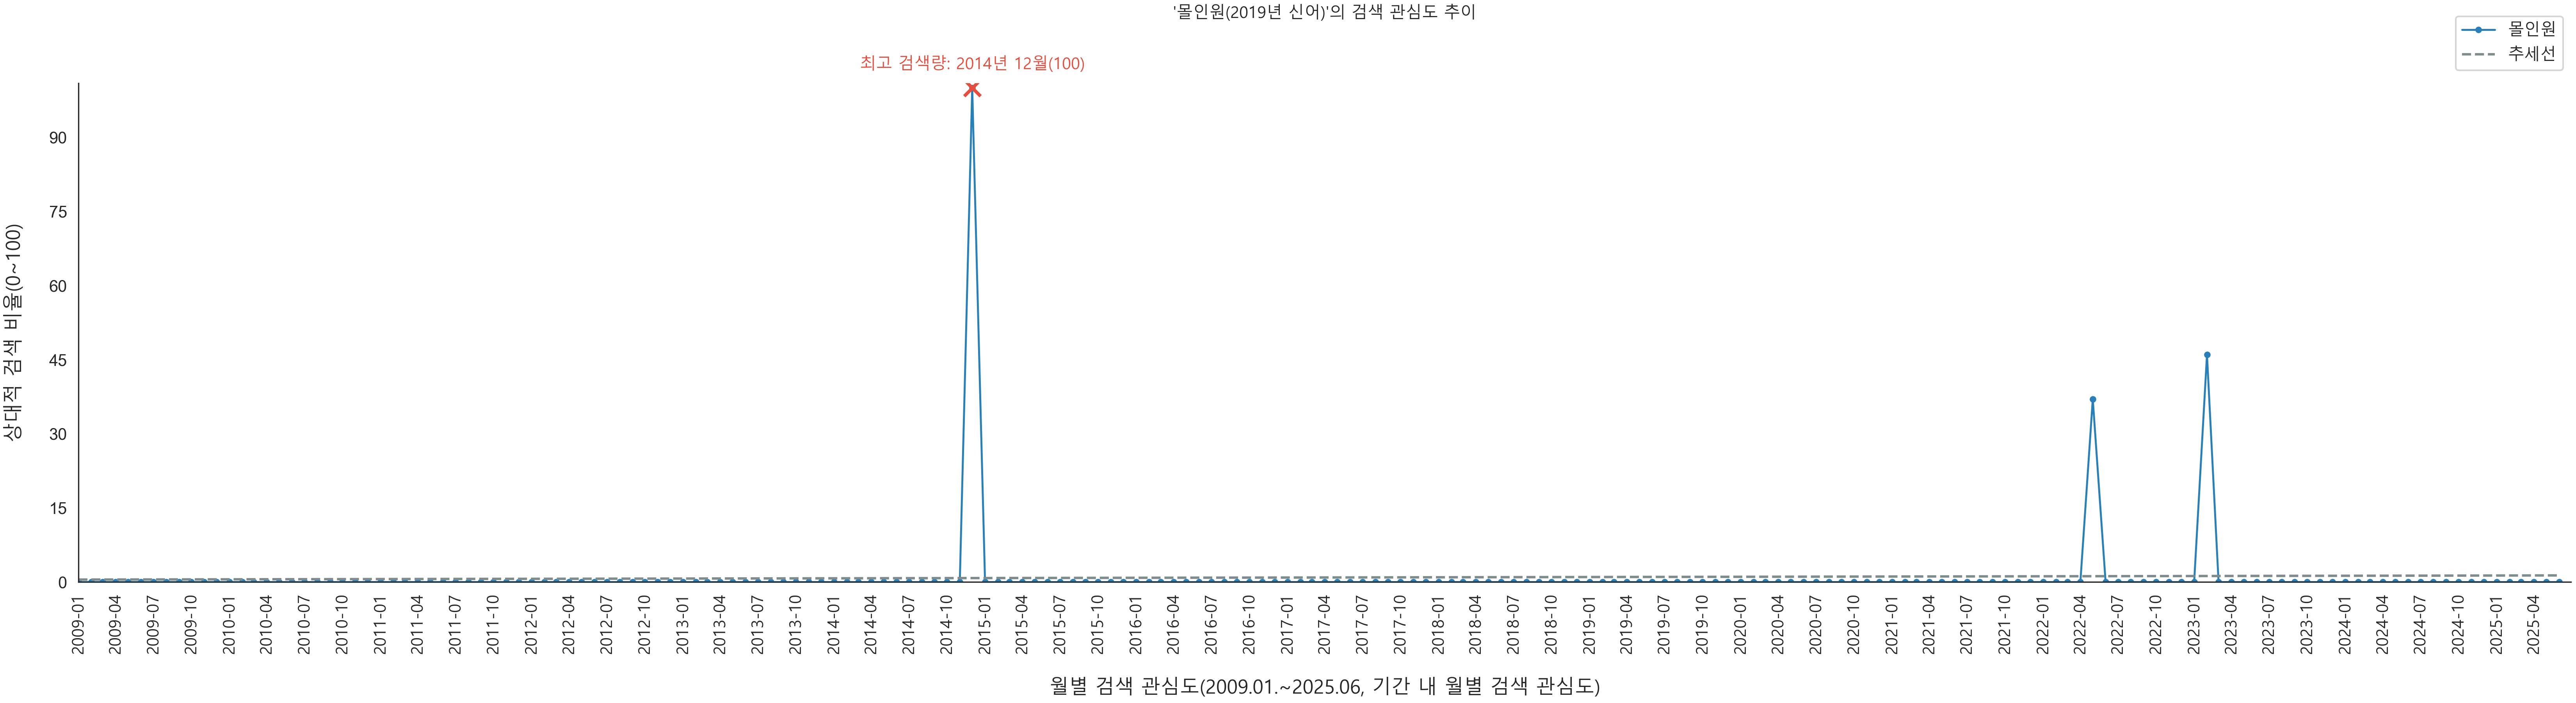 '몰인원(2019년 신어)'의 검색 관심도 추이
몰인원
추세선
최고 검색량: 2014년 12월(100)
상대적 검색 비율(0~100)
90
75
60
45
30
15
0
2009-01 2009-04 2009-07 2009-10 2010-01 2010-04 2010-07 2010-10 2011-01 2011-04 2011-07 2011-10 2012-01 2012-04 2012-07 2012-10 2013-01 2013-04 2013-07 2013-10 2014-01 2014-04 2014-07 2014-10 2015-01 2015-04 2015-07 2015-10 2016-01 2016-04 2016-07 2016-10 2017-01 2017-04 2017-07 2017-10 2018-01 2018-04 2018-07 2018-10 2019-01 2019-04 2019-07 2019-10 2020-01 2020-04 2020-07 2020-10 2021-01 2021-04 2021-07 2021-10 2022-01 2022-04 2022-07 2022-10 2023-01 2023-04 2023-07 2023-10 2024-01 2024-04 2024-07 2024-10 2025-01 2025-04
월별 검색 관심도(2009.01.~2025.06, 기간 내 월별 검색 관심도)